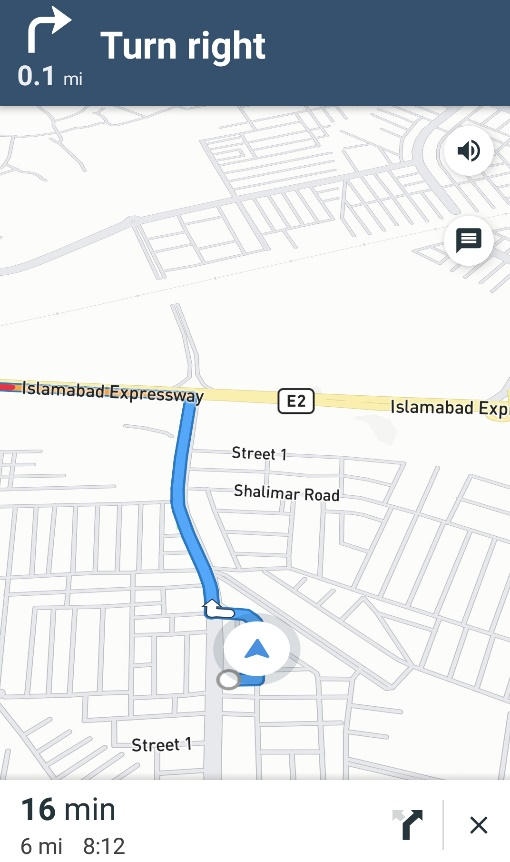 Turn right
0.1 mi
Islamabad Expressway
E2
Islamabad Exp
Street 1
Shalimar Road
Street 1
16 min
6 mi 8:12